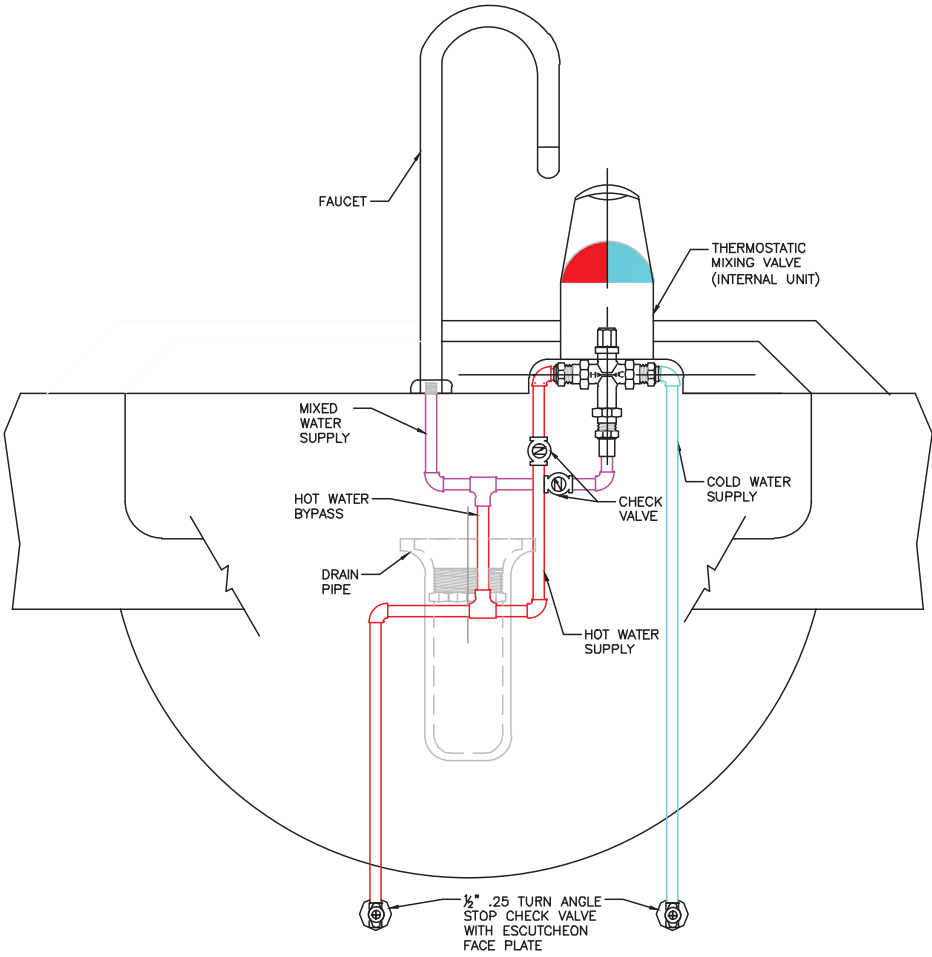 FAUCET
THERMOSTATIC
MIXING VALVE
(INTERNAL UNIT)
H C
MIXED
WATER
SUPPLY
HOT WATER
BYPASS
CHECK
VALVE
COLD WATER
SUPPLY
DRAIN
PIPE
HOT WATER
SUPPLY
½" .25 TURN ANGLE
STOP CHECK VALVE
WITH ESCUTCHEON
FACE PLATE